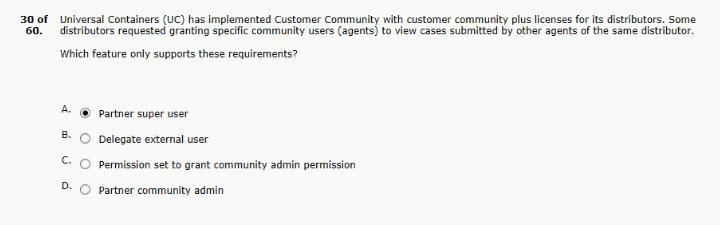 30 of Universal Containers (UC) has implemented Customer Community with customer community plus licenses for its distributors. Some
60. distributors requested granting specific community users (agents) to view cases submitted by other agents of the same distributor.
Which feature only supports these requirements?
A. Partner super user
B. Delegate external user
C. Permission set to grant community admin permission
D. Partner community admin